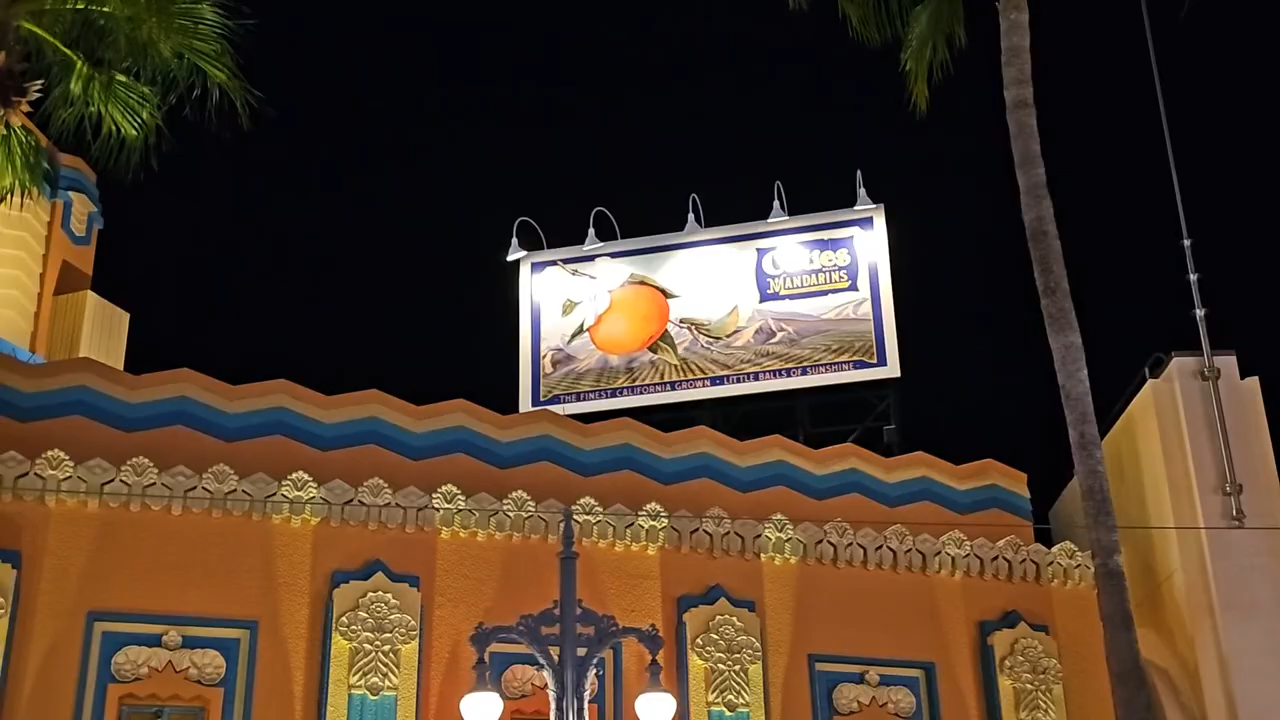 Cuties
MANDARINS
THE FINEST CALIFORNIA GROWN • LITTLE BALLS OF SUNSHINE